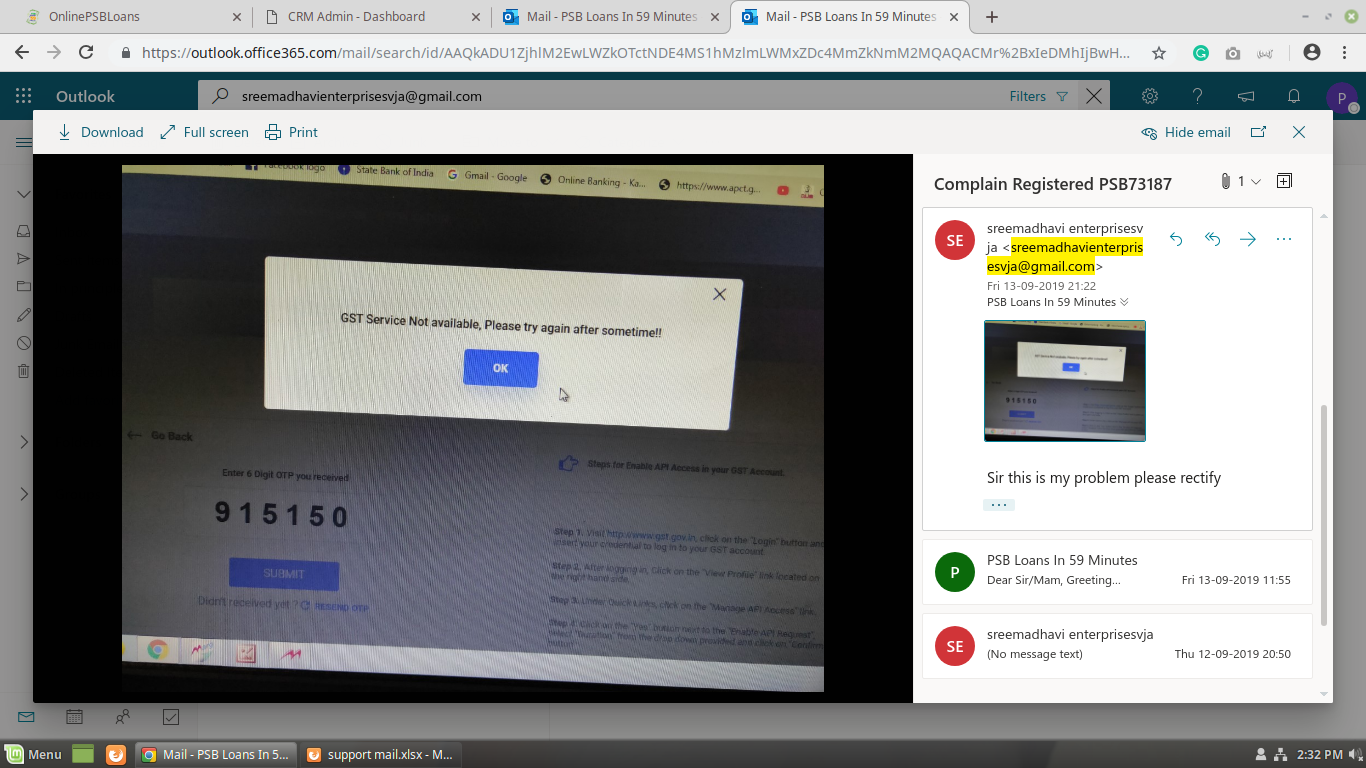 OnlinePSBLoans
CRM Admin - Dashboard
Mail - PSB Loans In 59 Minutes
Mail - PSB Loans In 59 Minutes
https://outlook.office365.com/mail/search/id/AAQkADU1ZjhlM2EwLWZkOTctNDE4MS1hMzlmLWMxZDc4MmZkNmM2MQAQACMr%2BxIeDMhIjBwH...
Outlook
sreemadhavienterprisesvja@gmail.com
Filters
P
Download
Full screen
Print
Hide email
Facebook logo
State Bank of India
Gmail - Google
Online Banking - Ka...
https://www.apct.g...
GST Service Not available, Please try again after sometime!!
OK
Go Back
Enter 6 Digit OTP you received
915150
SUBMIT
Didn't received yet ? RESEND OTP
Steps for Enable API Access in your GST Account.
Step 1. Visit http://www.gst.gov.in, click on the "Login" button and
insert your credential to log in to your GST account.
Step 2. After logging in, Click on the "View Profile" link located on
the right hand side.
Step 3. Under Quick Links, click on the "Manage API Access" link.
Step 4. Click on the "Yes" button next to the "Enable API Request",
select "Duration" from the drop down provided and click on "Confirm"
button".
Complain Registered PSB73187
1
SE
sreemadhavi enterprisesv
ja <sreemadhavienterpris
esvja@gmail.com>
Fri 13-09-2019 21:22
PSB Loans In 59 Minutes
Sir this is my problem please rectify
...
P
PSB Loans In 59 Minutes
Dear Sir/Mam, Greeting...
Fri 13-09-2019 11:55
SE
sreemadhavi enterprisesvja
(No message text)
Thu 12-09-2019 20:50
Menu
Mail - PSB Loans In 5...
support mail.xlsx - M...
2:32 PM